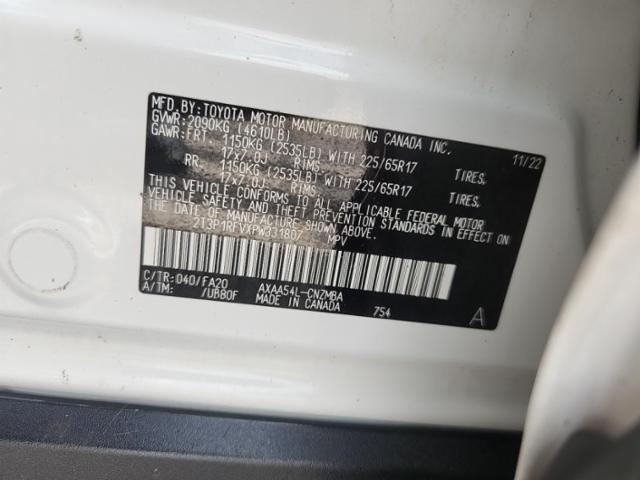 MFD. BY: TOYOTA MOTOR MANUFACTURING CANADA INC.
GVWR: 2090KG (4610LB) 11/22
GAWR: FRT 1150KG (2535LB) WITH 225/65R17 TIRES,
17X7.0J RIMS
RR 1150KG (2535LB) WITH 225/65R17 TIRES,
17X7.0J RIMS
THIS VEHICLE CONFORMS TO ALL APPLICABLE FEDERAL MOTOR
VEHICLE SAFETY AND THEFT PREVENTION STANDARDS IN EFFECT ON
THE DATE OF MANUFACTURE SHOWN ABOVE.
2T3P1RFVXPW331807 MPV
C/TR: 040/FA20 AXAA54L-CNZMBA
A/TM: /UB80F MADE IN CANADA 754 A